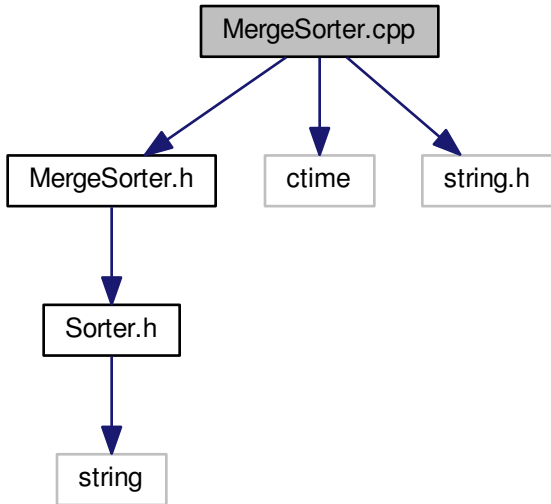 MergeSorter.cpp
MergeSorter.h
ctime
string.h
Sorter.h
string